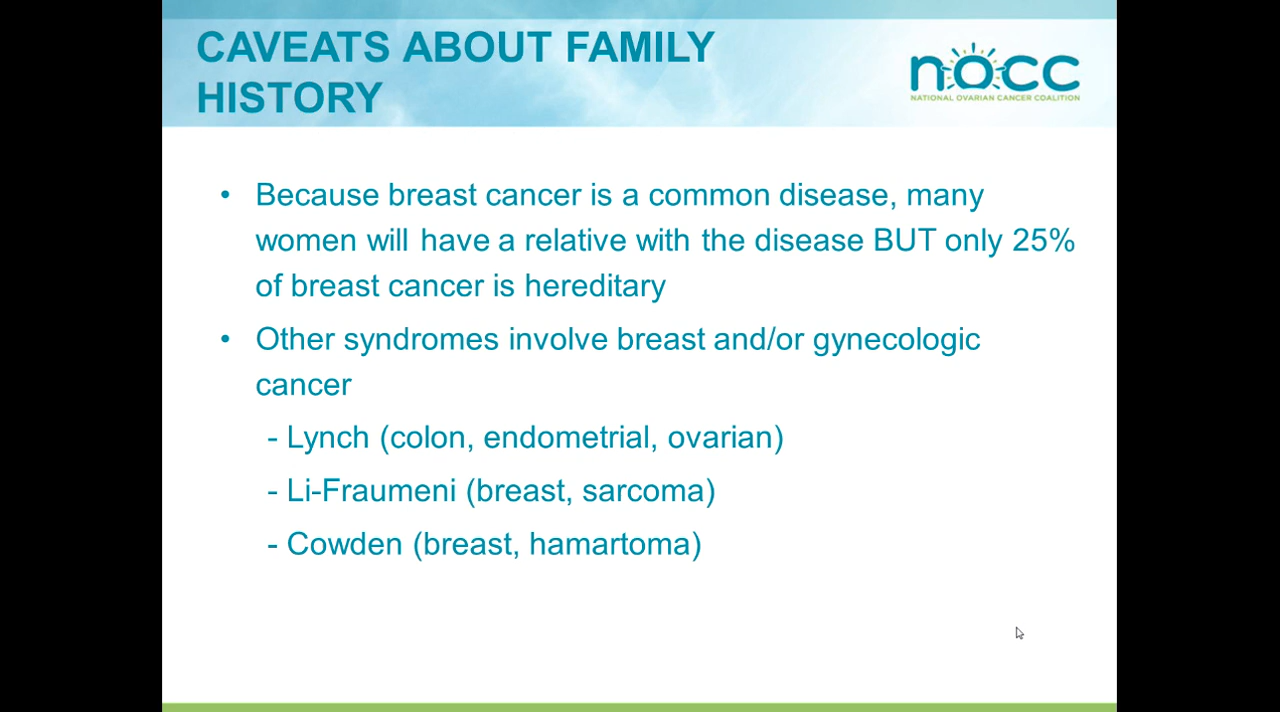 CAVEATS ABOUT FAMILY
HISTORY
nocc
NATIONAL OVARIAN CANCER COALITION
• Because breast cancer is a common disease, many
women will have a relative with the disease BUT only 25%
of breast cancer is hereditary
• Other syndromes involve breast and/or gynecologic
cancer
- Lynch (colon, endometrial, ovarian)
- Li-Fraumeni (breast, sarcoma)
- Cowden (breast, hamartoma)